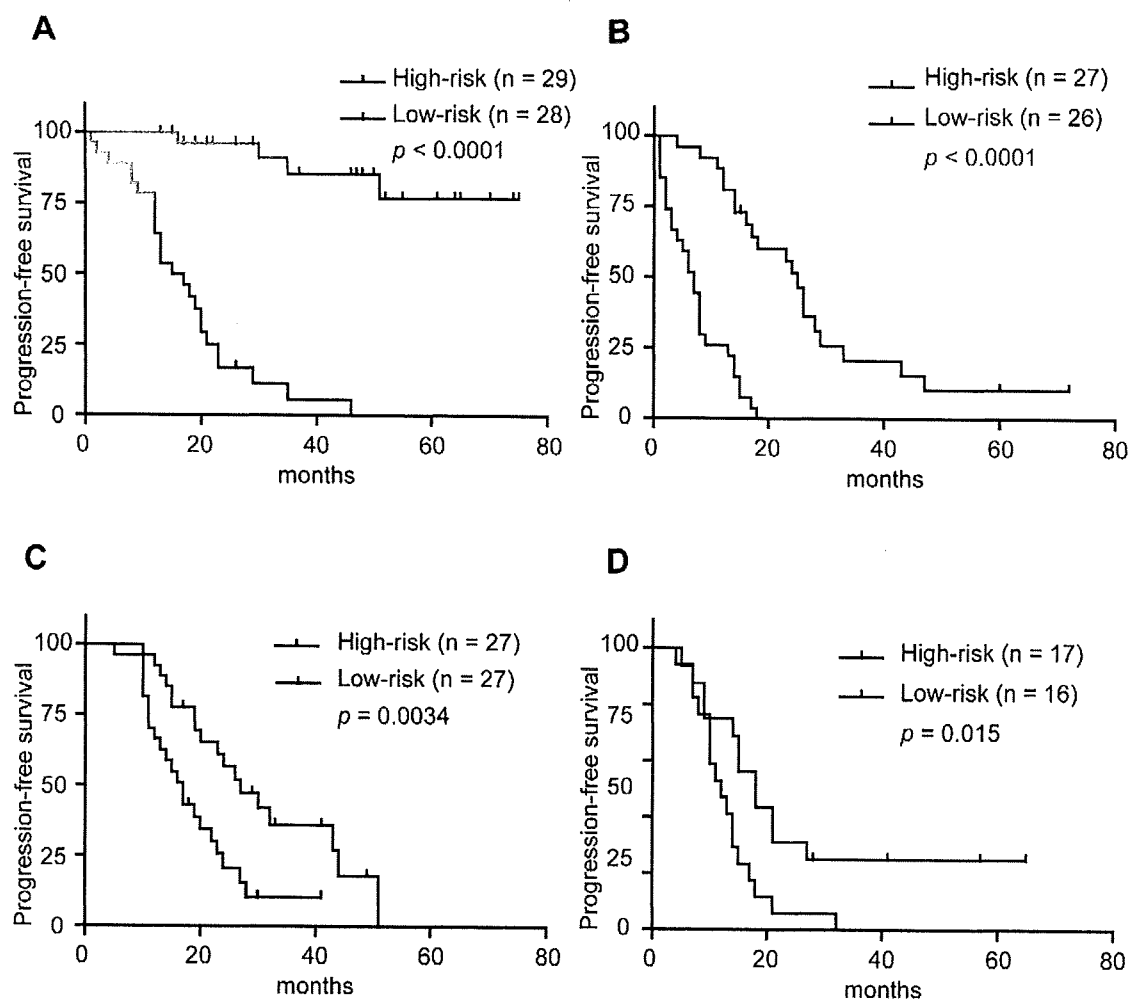 A
High-risk (n = 29)
Low-risk (n = 28)
p < 0.0001
Progression-free survival
100
75
50
25
0
0 20 40 60 80
months
B
High-risk (n = 27)
Low-risk (n = 26)
p < 0.0001
Progression-free survival
100
75
50
25
0
0 20 40 60 80
months
C
High-risk (n = 27)
Low-risk (n = 27)
p = 0.0034
Progression-free survival
100
75
50
25
0
0 20 40 60 80
months
D
High-risk (n = 17)
Low-risk (n = 16)
p = 0.015
Progression-free survival
100
75
50
25
0
0 20 40 60 80
months